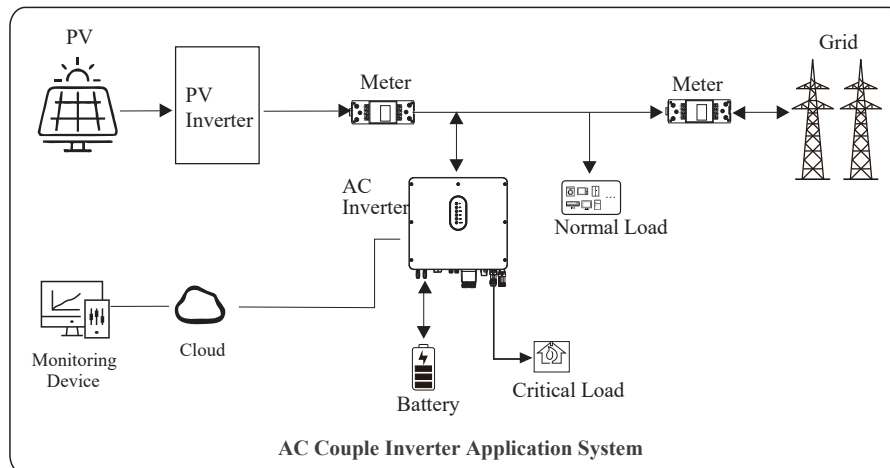 PV
Grid
PV
Inverter
Meter
Meter
AC
Inverter
Normal Load
...
Monitoring
Device
Cloud
Battery
Critical Load
AC Couple Inverter Application System